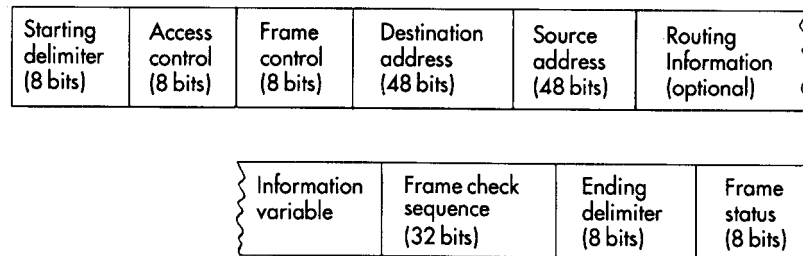 Starting delimiter (8 bits)
Access control (8 bits)
Frame control (8 bits)
Destination address (48 bits)
Source address (48 bits)
Routing Information (optional)
Information variable
Frame check sequence (32 bits)
Ending delimiter (8 bits)
Frame status (8 bits)